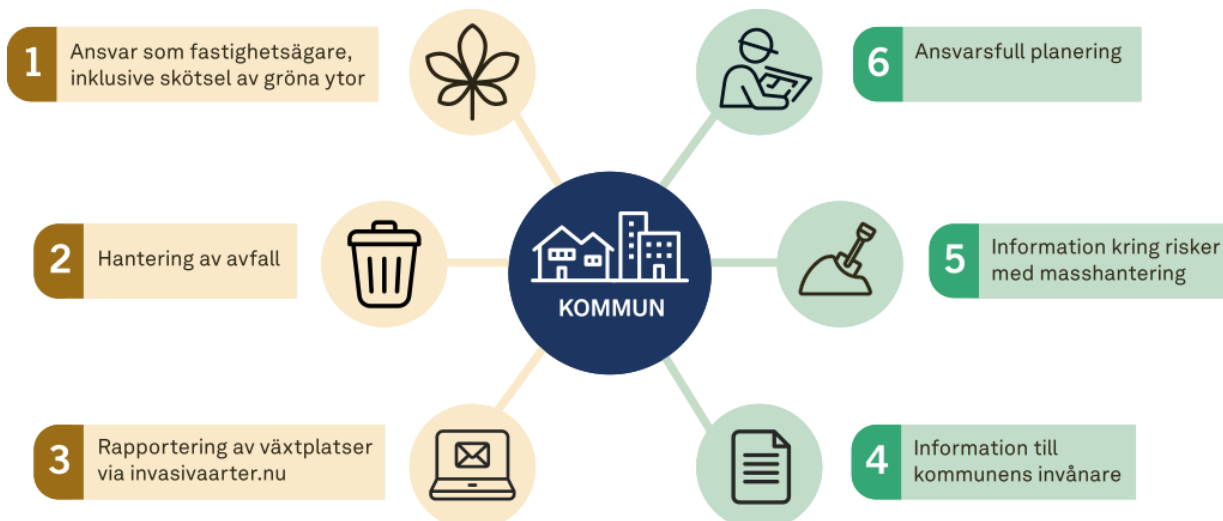 1
Ansvar som fastighetsägare,
inklusive skötsel av gröna ytor
2
Hantering av avfall
3
Rapportering av växtplatser
via invasivaarter.nu
KOMMUN
6
Ansvarsfull planering
5
Information kring risker
med masshantering
4
Information till
kommunens invånare